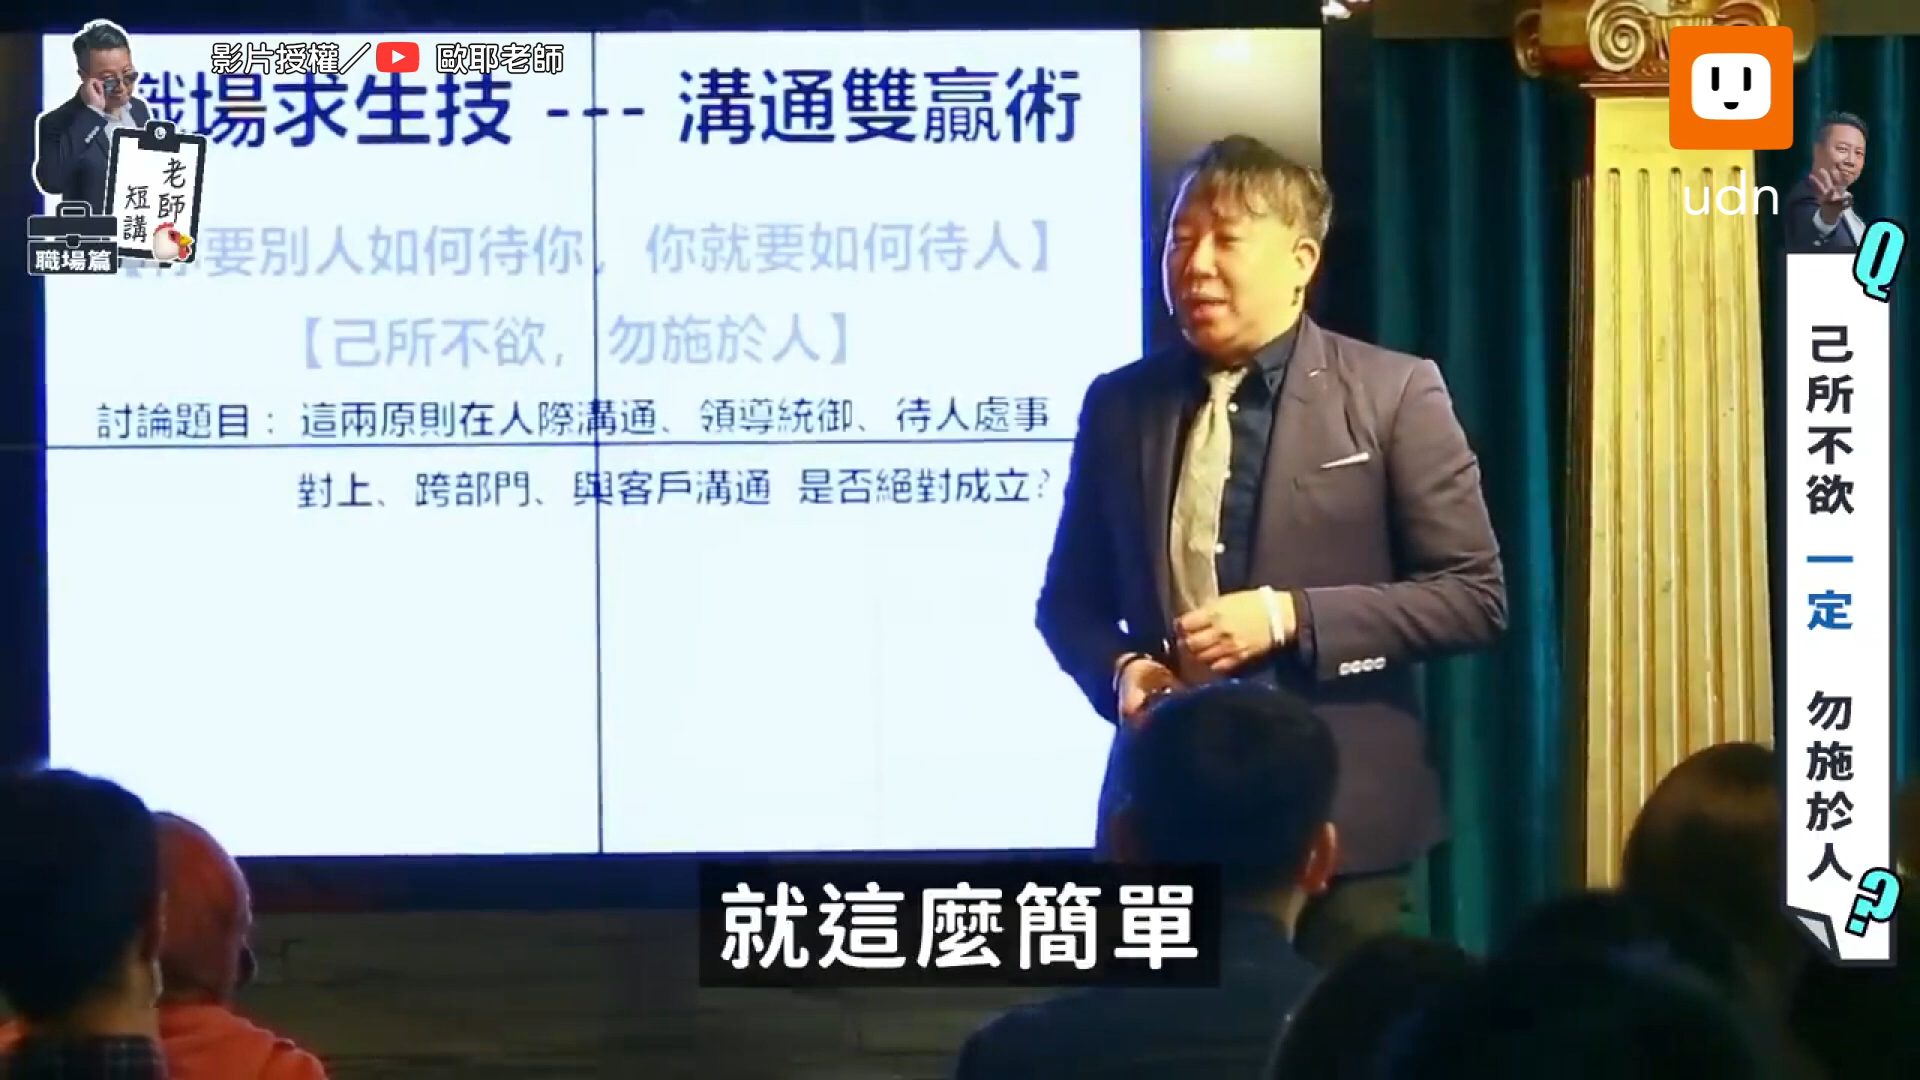 影片授權／ 歐耶老師
職場求生技 --- 溝通雙贏術
老師
短講
職場篇
要別人如何待你，你就要如何待人】
【己所不欲，勿施於人】
討論題目：這兩原則在人際溝通、領導統御、待人處事
對上、跨部門、與客戶溝通 是否絕對成立？
udn
Q
己所不欲 一定 勿施於人
?
就這麼簡單